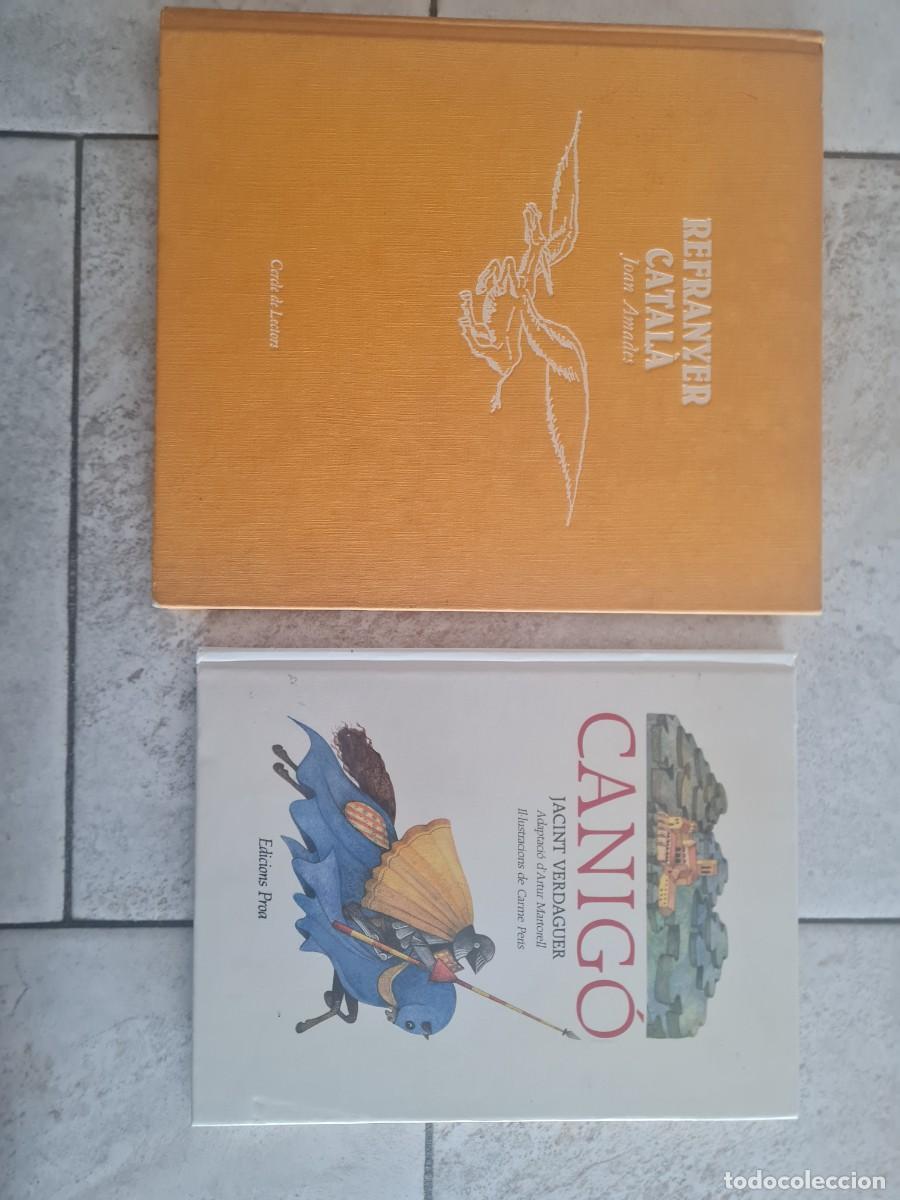 REFRANYER
CATALÀ
Joan Amades
Cercle de Lectors
CANIGÓ
JACINT VERDAGUER
Adaptació d'Artur Martorell
Il·lustracions de Carme Peris
Edicions Proa
todocoleccion